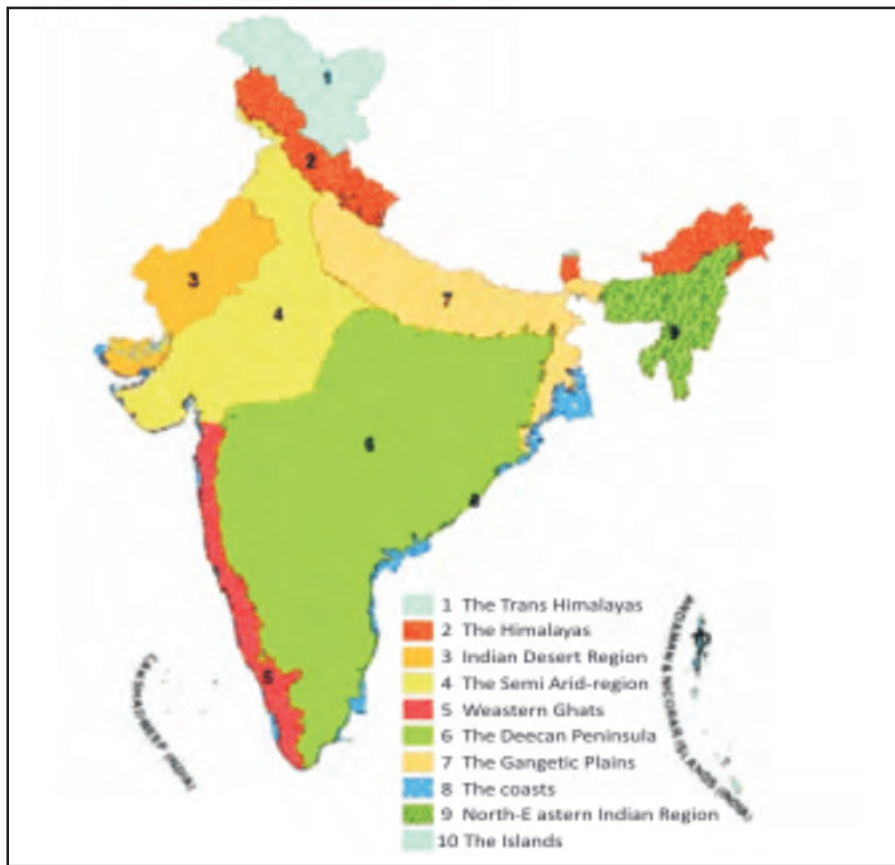 1
2
3
4
7
9
6
8
5
1 The Trans Himalayas
2 The Himalayas
3 Indian Desert Region
4 The Semi Arid-region
5 Weastern Ghats
6 The Deecan Peninsula
7 The Gangetic Plains
8 The coasts
9 North-E astern Indian Region
10 The Islands
LAKSHADWEEP (INDIA)
ANDAMAN & NICOBAR ISLANDS (INDIA)